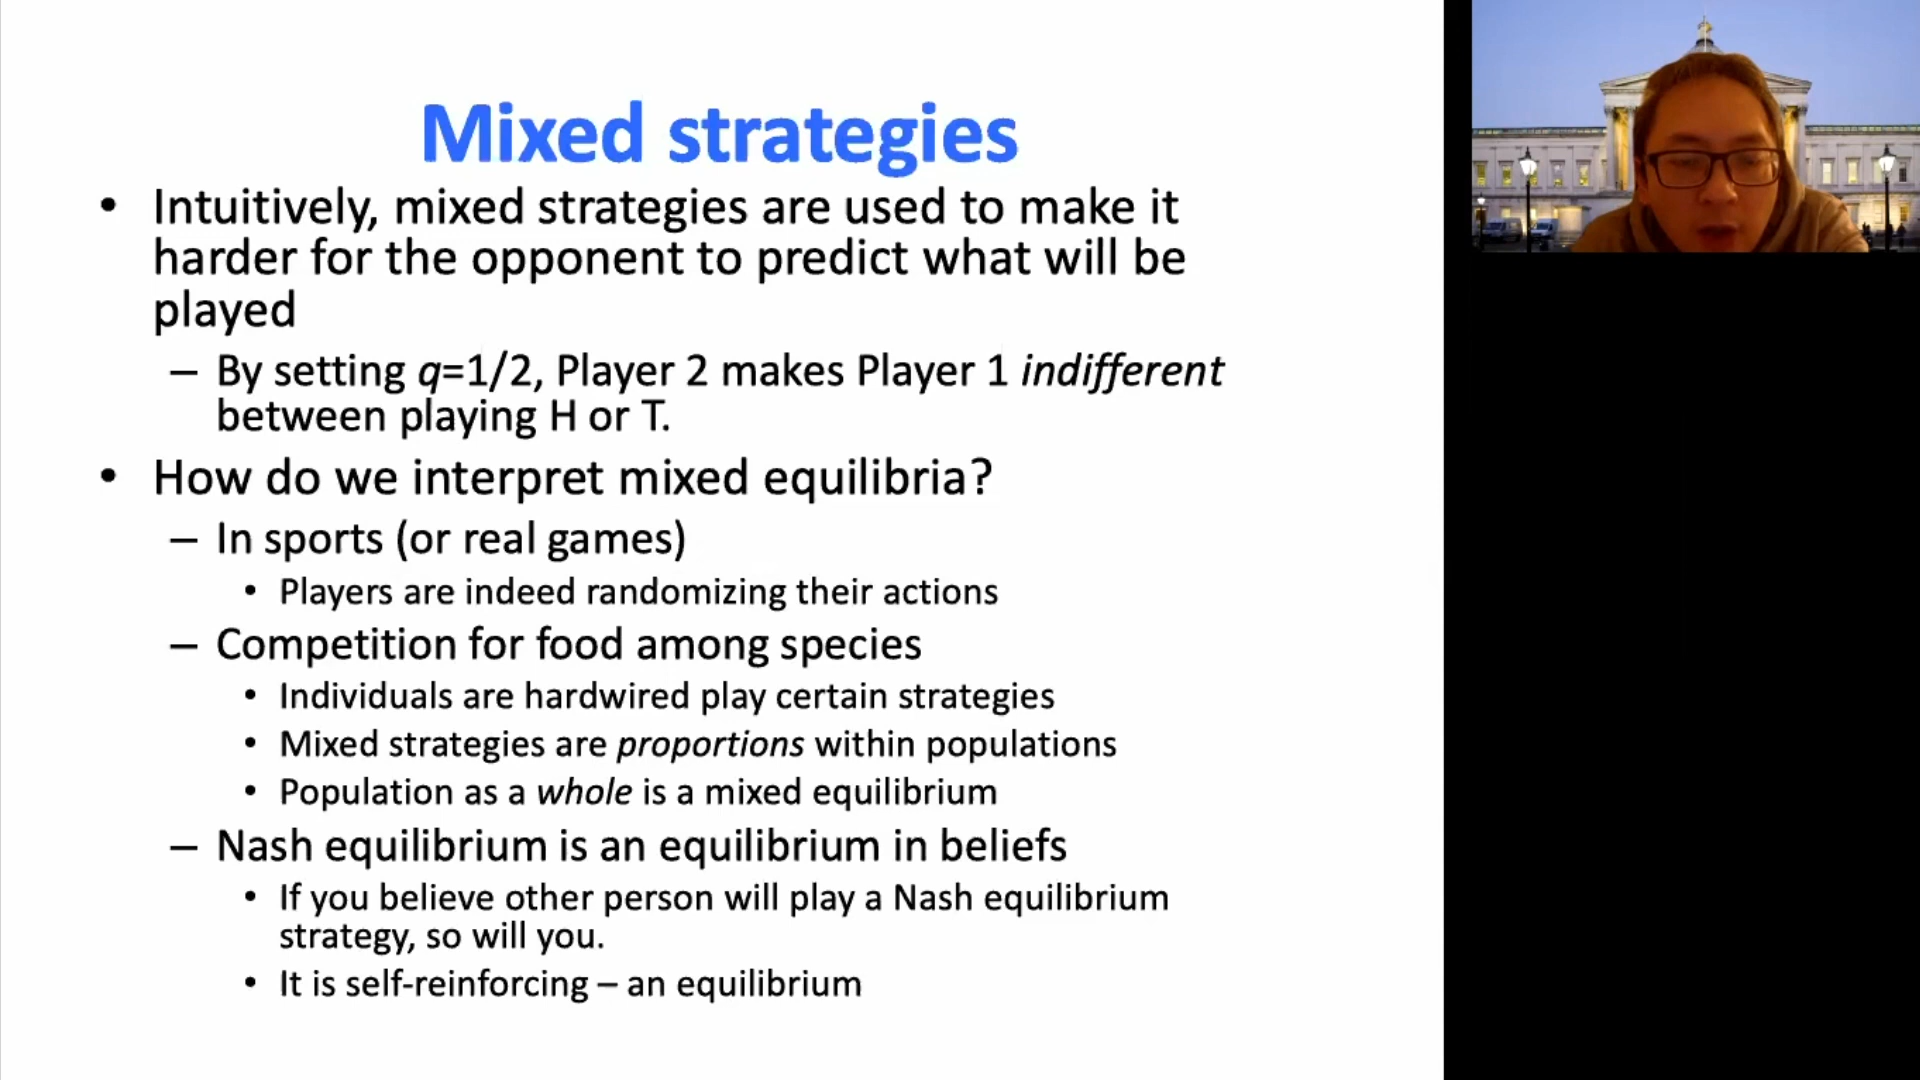 Mixed strategies
• Intuitively, mixed strategies are used to make it
harder for the opponent to predict what will be
played
– By setting q=1/2, Player 2 makes Player 1 indifferent
between playing H or T.
• How do we interpret mixed equilibria?
– In sports (or real games)
• Players are indeed randomizing their actions
– Competition for food among species
• Individuals are hardwired play certain strategies
• Mixed strategies are proportions within populations
• Population as a whole is a mixed equilibrium
– Nash equilibrium is an equilibrium in beliefs
• If you believe other person will play a Nash equilibrium
strategy, so will you.
• It is self-reinforcing – an equilibrium